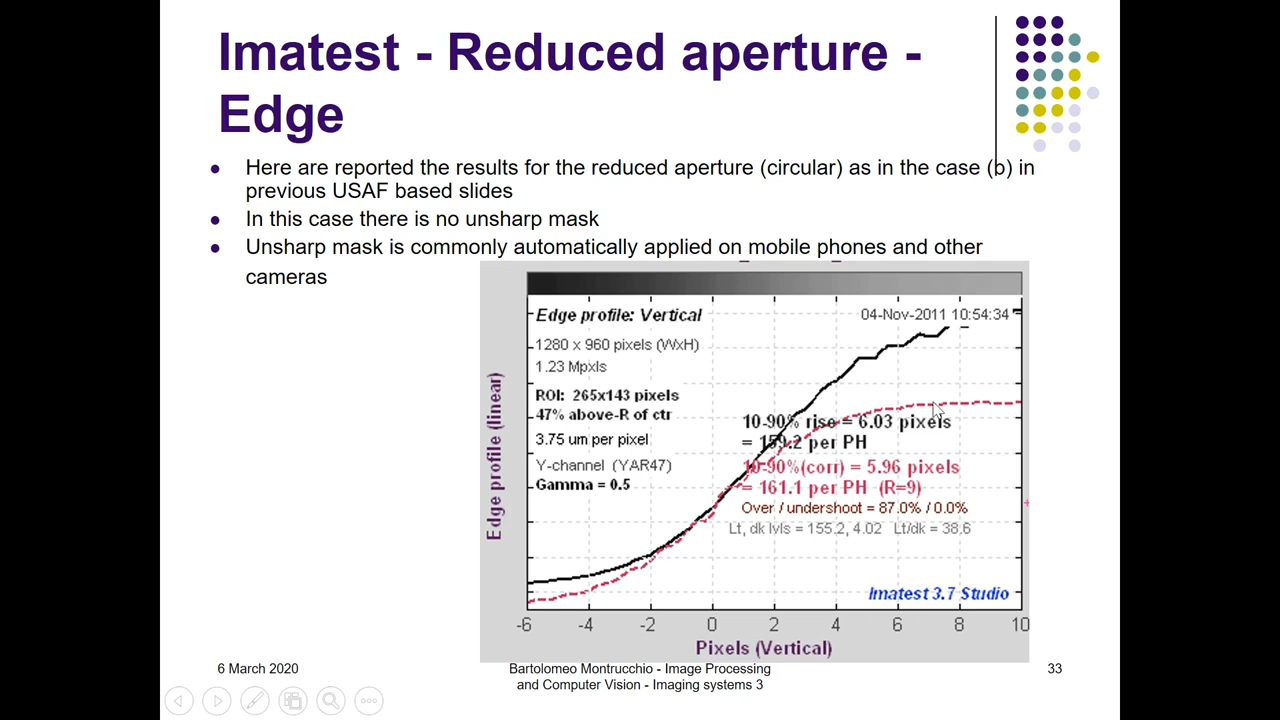 Imatest - Reduced aperture -
Edge
Here are reported the results for the reduced aperture (circular) as in the case (b) in
previous USAF based slides
In this case there is no unsharp mask
Unsharp mask is commonly automatically applied on mobile phones and other
cameras
Edge profile: Vertical
04-Nov-2011 10:54:34
1280 x 960 pixels (WxH)
1.23 Mpxls
ROI: 265x143 pixels
47% above-R of ctr
3.75 um per pixel
Y-channel (YAR47)
Gamma = 0.5
10-90% rise = 6.03 pixels
= 159.2 per PH
10-90%(corr) = 5.96 pixels
= 161.1 per PH (R=9)
Over / undershoot = 87.0% / 0.0%
Lt, dk lvls = 155.2, 4.02 Lt/dk = 38.6
Imatest 3.7 Studio
Edge profile (linear)
-6 -4 -2 0 2 4 6 8 10
Pixels (Vertical)
6 March 2020
Bartolomeo Montrucchio - Image Processing
and Computer Vision - Imaging systems 3
33